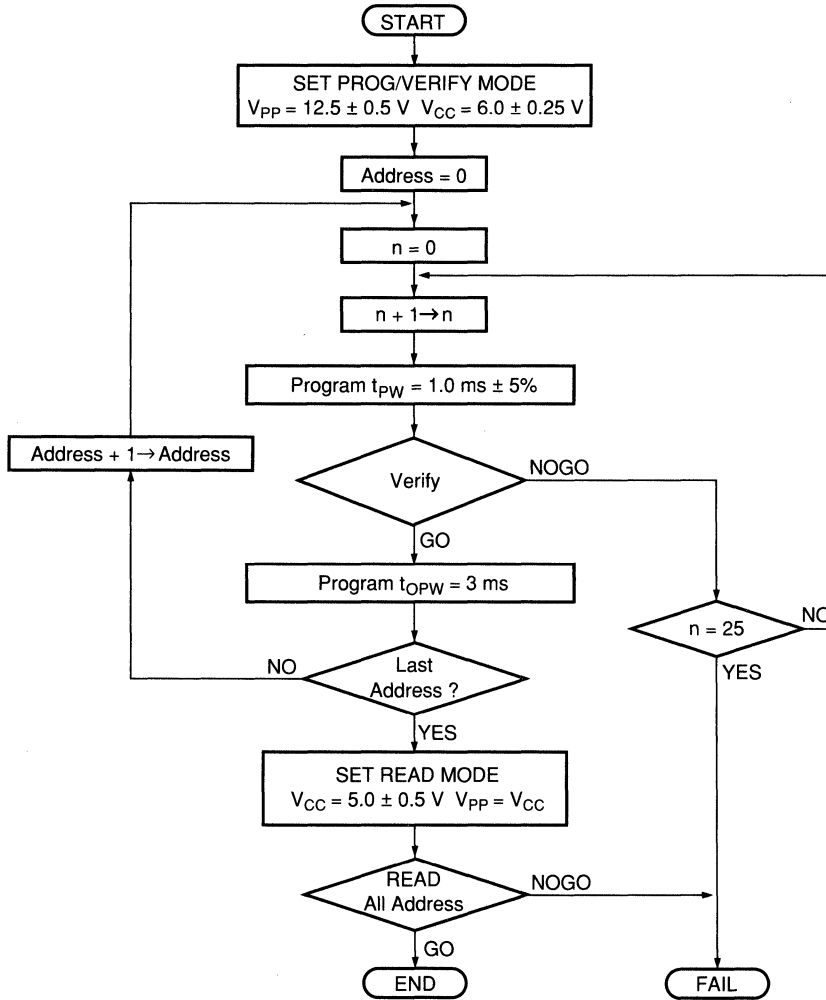 START
SET PROG/VERIFY MODE
VPP = 12.5 ± 0.5 V VCC = 6.0 ± 0.25 V
Address = 0
n = 0
n + 1→n
Program tPW = 1.0 ms ± 5%
Address + 1→Address
Verify
NOGO
GO
Program tOPW = 3 ms
n = 25
NO
YES
Last
Address ?
NO
YES
SET READ MODE
VCC = 5.0 ± 0.5 V VPP = VCC
READ
All Address
NOGO
GO
END
FAIL